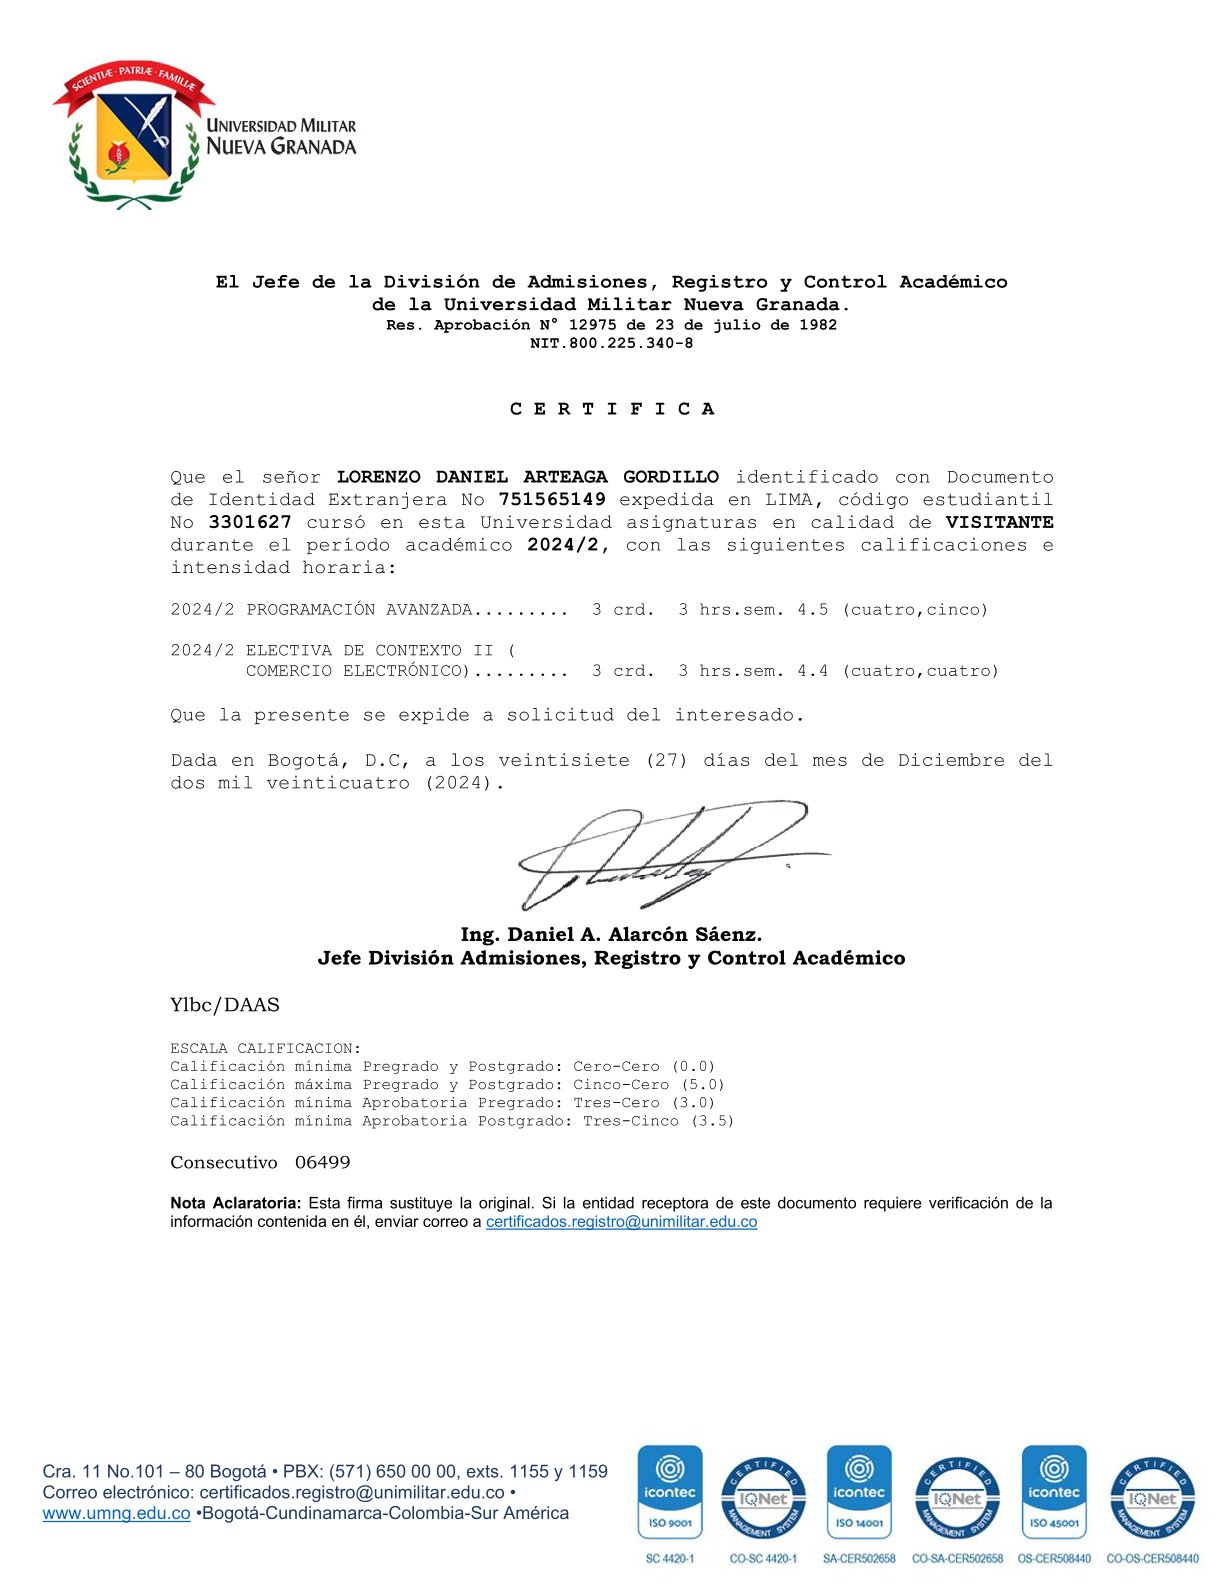 SCIENTIÆ · PATRIÆ · FAMILIÆ
UNIVERSIDAD MILITAR
NUEVA GRANADA
El Jefe de la División de Admisiones, Registro y Control Académico
de la Universidad Militar Nueva Granada.
Res. Aprobación N° 12975 de 23 de julio de 1982
NIT.800.225.340-8
C E R T I F I C A
Que el señor LORENZO DANIEL ARTEAGA GORDILLO identificado con Documento
de Identidad Extranjera No 751565149 expedida en LIMA, código estudiantil
No 3301627 cursó en esta Universidad asignaturas en calidad de VISITANTE
durante el período académico 2024/2, con las siguientes calificaciones e
intensidad horaria:
2024/2 PROGRAMACIÓN AVANZADA......... 3 crd. 3 hrs.sem. 4.5 (cuatro,cinco)
2024/2 ELECTIVA DE CONTEXTO II (
COMERCIO ELECTRÓNICO)......... 3 crd. 3 hrs.sem. 4.4 (cuatro,cuatro)
Que la presente se expide a solicitud del interesado.
Dada en Bogotá, D.C, a los veintisiete (27) días del mes de Diciembre del
dos mil veinticuatro (2024).
Ing. Daniel A. Alarcón Sáenz.
Jefe División Admisiones, Registro y Control Académico
Ylbc/DAAS
ESCALA CALIFICACION:
Calificación mínima Pregrado y Postgrado: Cero-Cero (0.0)
Calificación máxima Pregrado y Postgrado: Cinco-Cero (5.0)
Calificación mínima Aprobatoria Pregrado: Tres-Cero (3.0)
Calificación mínima Aprobatoria Postgrado: Tres-Cinco (3.5)
Consecutivo 06499
Nota Aclaratoria: Esta firma sustituye la original. Si la entidad receptora de este documento requiere verificación de la
información contenida en él, enviar correo a certificados.registro@unimilitar.edu.co
Cra. 11 No.101 – 80 Bogotá • PBX: (571) 650 00 00, exts. 1155 y 1159
Correo electrónico: certificados.registro@unimilitar.edu.co •
www.umng.edu.co •Bogotá-Cundinamarca-Colombia-Sur América
icontec
ISO 9001
SC 4420-1
CERTIFIED
IQNet
MANAGEMENT SYSTEM
CO-SC 4420-1
icontec
ISO 14001
SA-CER502658
CERTIFIED
IQNet
MANAGEMENT SYSTEM
CO-SA-CER502658
icontec
ISO 45001
OS-CER508440
CERTIFIED
IQNet
MANAGEMENT SYSTEM
CO-OS-CER508440